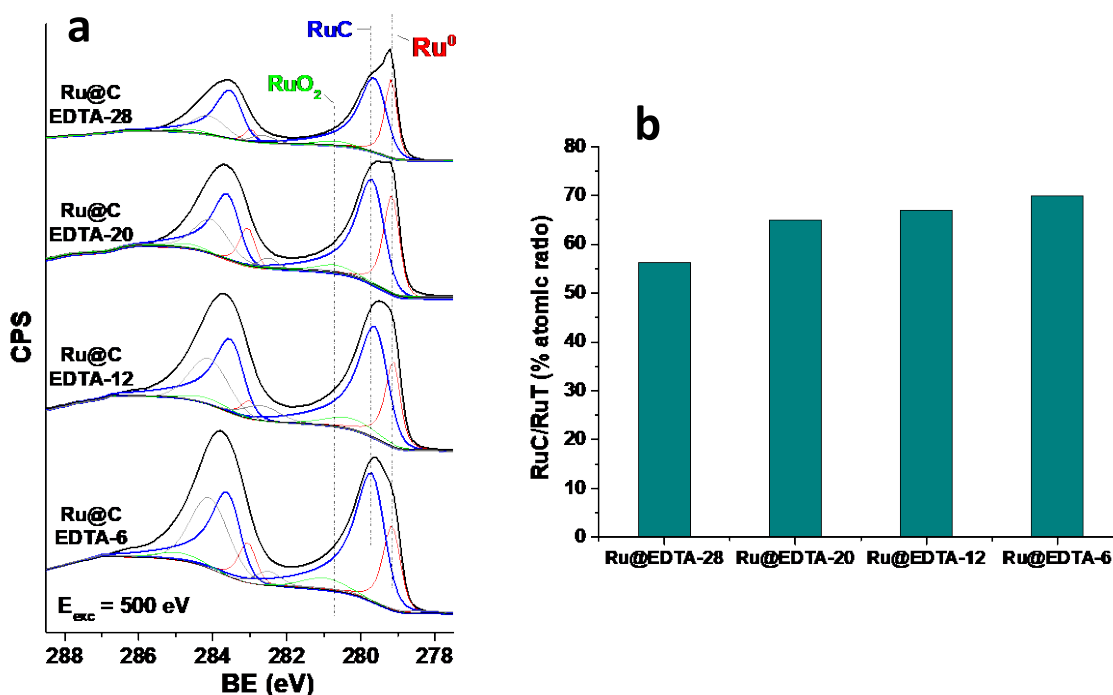 a
RuC
Ru⁰
RuO₂
Ru@C
EDTA-28
Ru@C
EDTA-20
Ru@C
EDTA-12
Ru@C
EDTA-6
Eₑₓc = 500 eV
CPS
288 286 284 282 280 278
BE (eV)
b
80
70
60
50
40
30
20
10
0
RuC/RuT (% atomic ratio)
Ru@EDTA-28 Ru@EDTA-20 Ru@EDTA-12 Ru@EDTA-6